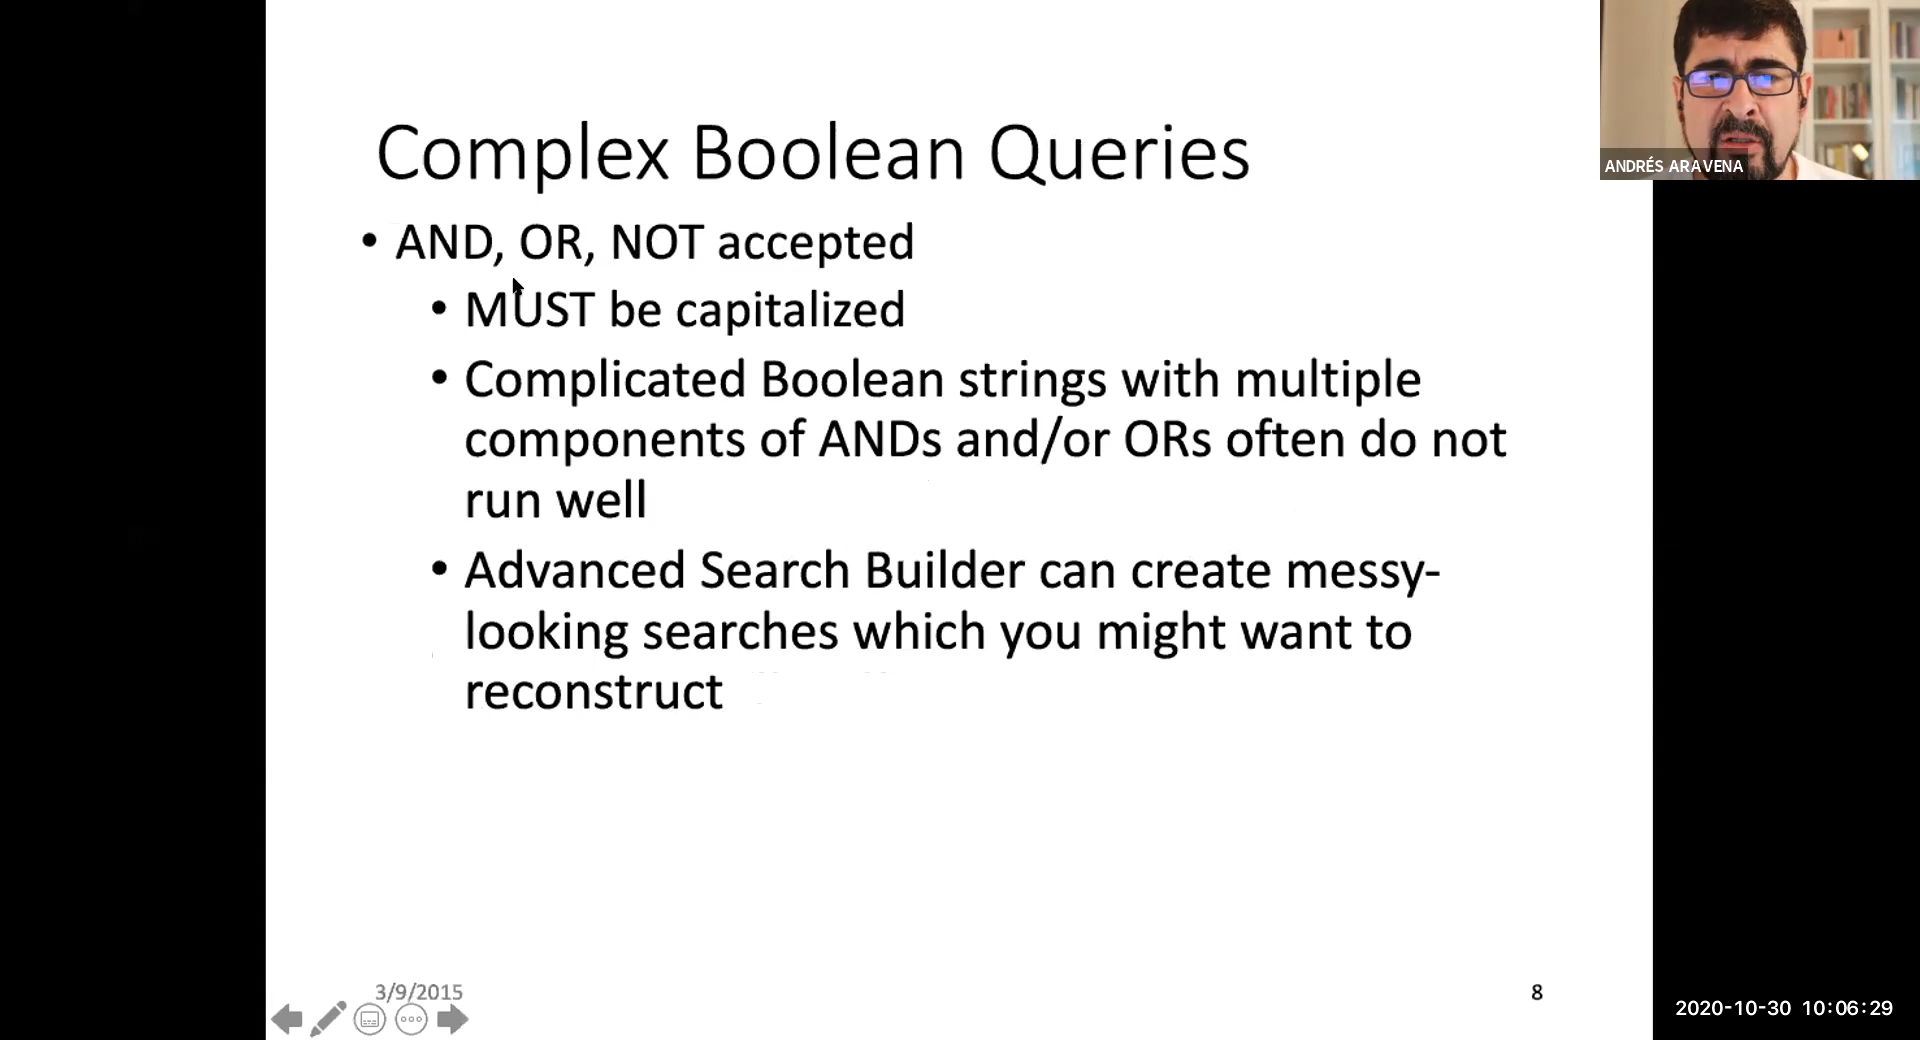 Complex Boolean Queries
• AND, OR, NOT accepted
• MUST be capitalized
• Complicated Boolean strings with multiple
components of ANDs and/or ORs often do not
run well
• Advanced Search Builder can create messy-
looking searches which you might want to
reconstruct
3/9/2015
8
ANDRÉS ARAVENA
2020-10-30 10:06:29